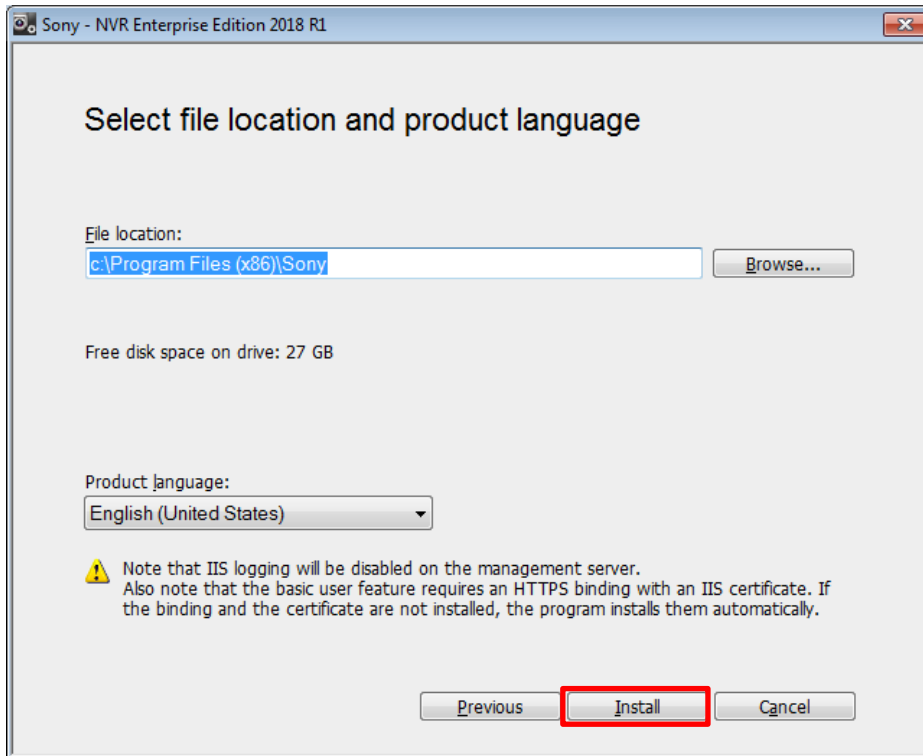 Sony - NVR Enterprise Edition 2018 R1
Select file location and product language
File location:
c:\Program Files (x86)\Sony
Browse...
Free disk space on drive: 27 GB
Product language:
English (United States)
Note that IIS logging will be disabled on the management server.
Also note that the basic user feature requires an HTTPS binding with an IIS certificate. If
the binding and the certificate are not installed, the program installs them automatically.
Previous
Install
Cancel